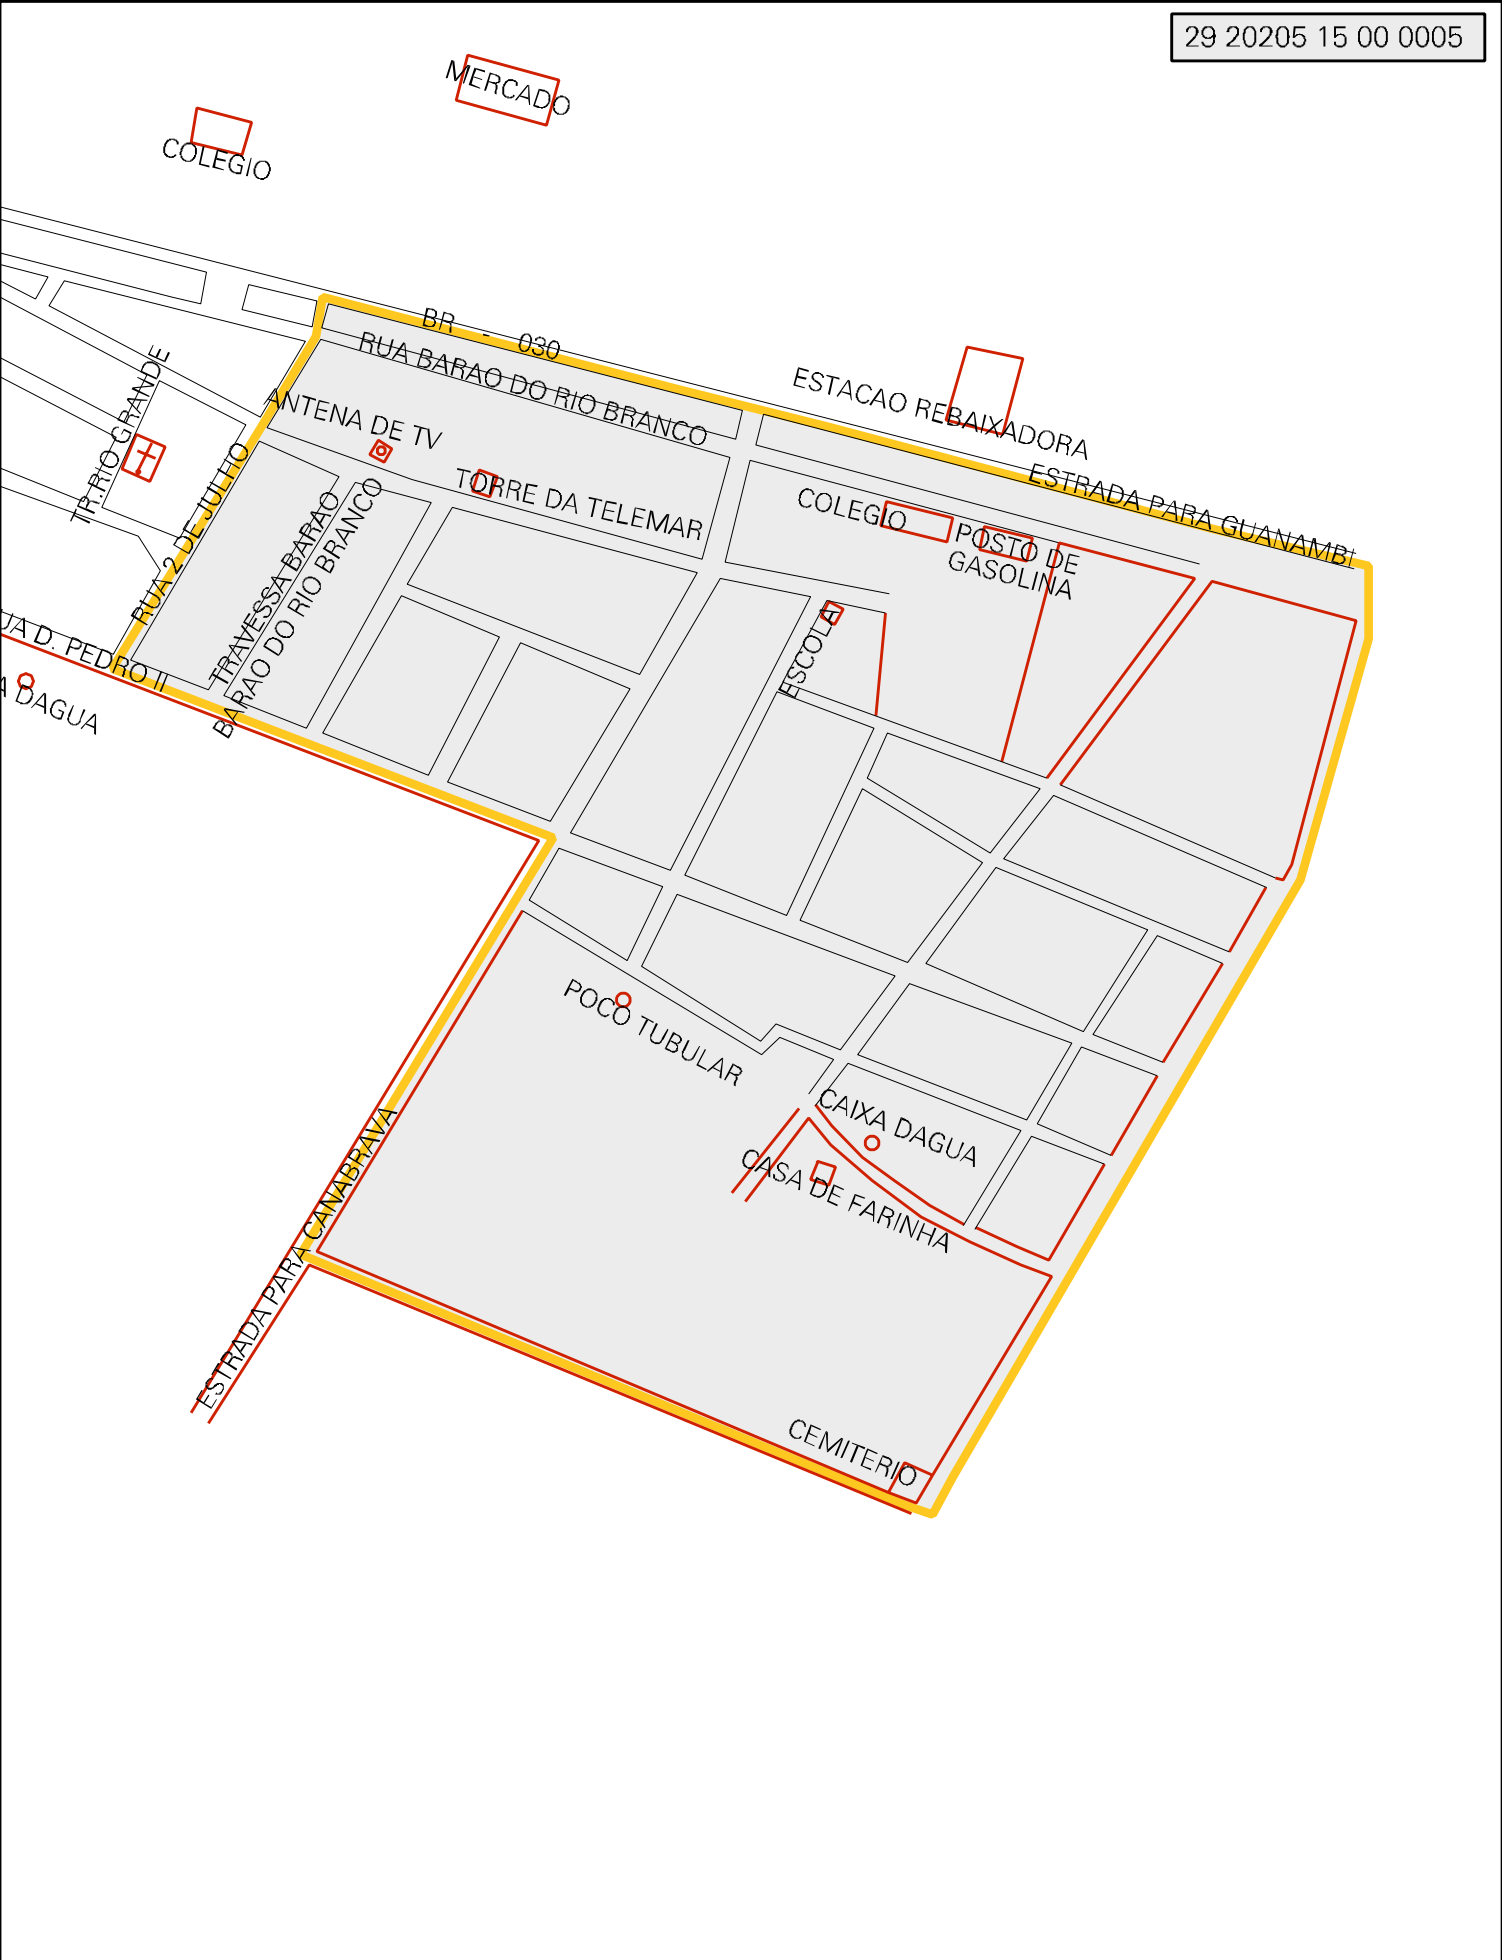 29 20205 15 00 0005
MERCADO
COLEGIO
BR - 030
RUA BARAO DO RIO BRANCO
ESTACAO REBAIXADORA
TR.RIO GRANDE
ANTENA DE TV
TORRE DA TELEMAR
COLEGIO
ESTRADA PARA GUANAMBI
POSTO DE
GASOLINA
RUA 2 DE JULHO
TRAVESSA BARAO
BARAO DO RIO BRANCO
ESCOLA
UA D. PEDRO II
A DAGUA
POCO TUBULAR
CAIXA DAGUA
CASA DE FARINHA
ESTRADA PARA CANABRAVA
CEMITERIO